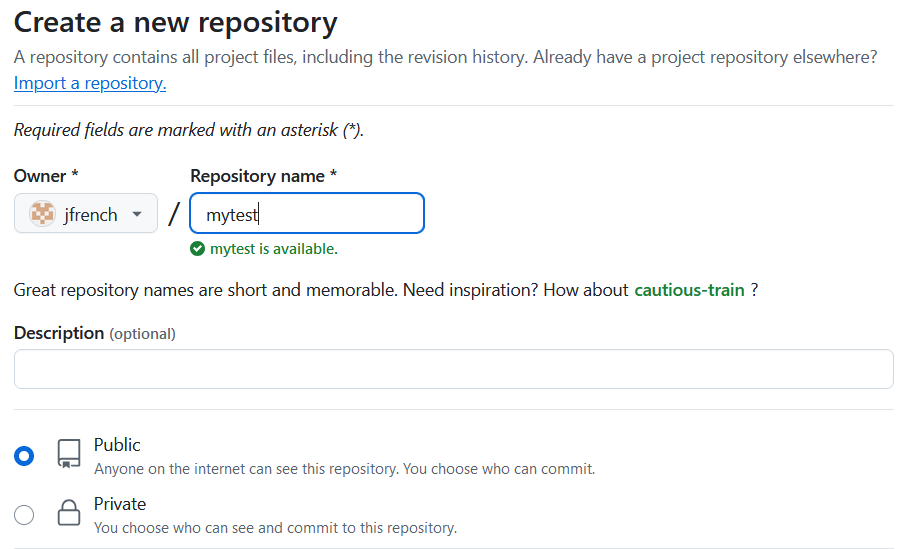 Create a new repository
A repository contains all project files, including the revision history. Already have a project repository elsewhere?
Import a repository.
Required fields are marked with an asterisk (*).
Owner * Repository name *
jfrench / mytest
mytest is available.
Great repository names are short and memorable. Need inspiration? How about cautious-train ?
Description (optional)
Public
Anyone on the internet can see this repository. You choose who can commit.
Private
You choose who can see and commit to this repository.